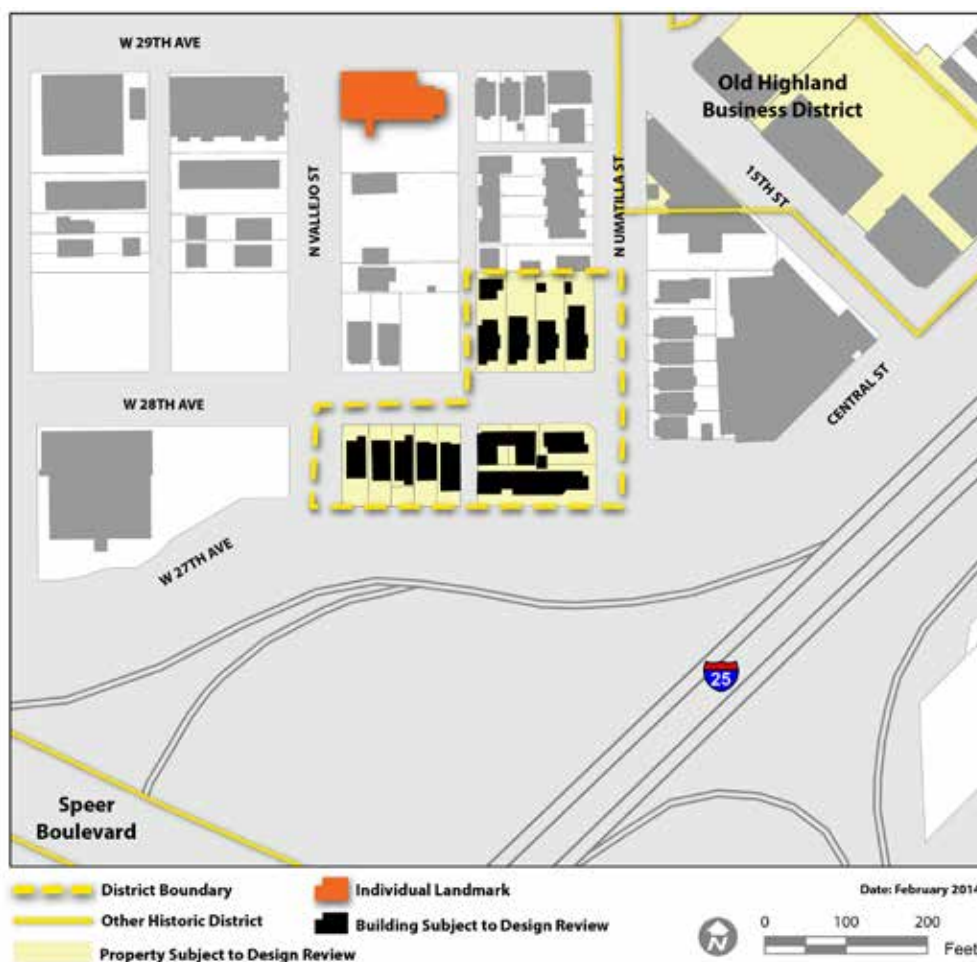 W 29TH AVE
Old Highland
Business District
15TH ST
N VALLEJO ST
N UMATILLA ST
CENTRAL ST
W 28TH AVE
W 27TH AVE
25
Speer
Boulevard
District Boundary
Individual Landmark
Date: February 2014
Other Historic District
Building Subject to Design Review
Property Subject to Design Review
N
0 100 200
Feet